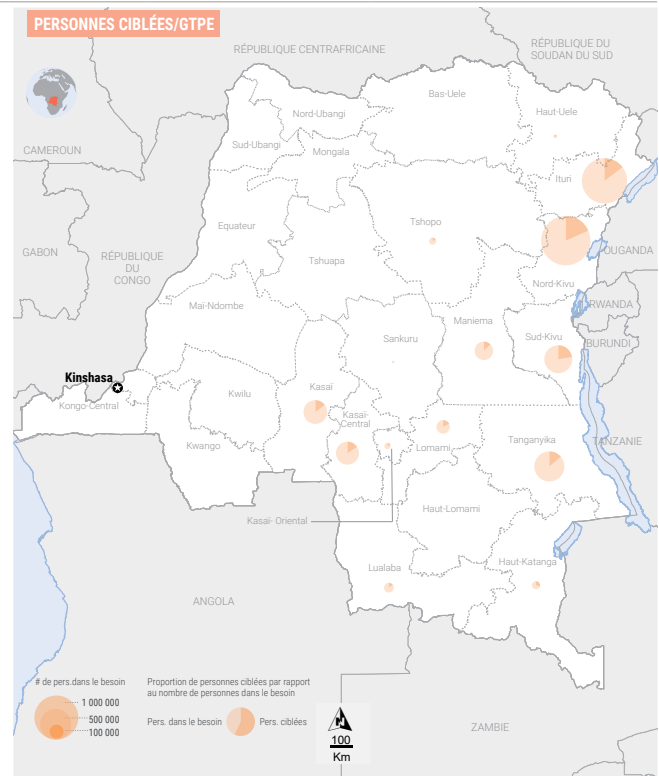 PERSONNES CIBLÉES/GTPE
RÉPUBLIQUE CENTRAFRICAINE
RÉPUBLIQUE DU
SOUDAN DU SUD
Bas-Uele
Nord-Ubangi
Haut-Uele
CAMEROUN
Sud-Ubangi
Mongala
Ituri
Equateur
Tshopo
GABON
RÉPUBLIQUE
DU
CONGO
Tshuapa
OUGANDA
Nord-Kivu
Mai-Ndombe
RWANDA
Maniema
Sankuru
Sud-Kivu
BURUNDI
Kinshasa
Kongo-Central
Kwilu
Kasaï
Kasaï-
Central
Kwango
Lomami
Tanganyika
TANZANIE
Haut-Lomami
Kasaï- Oriental
Lualaba
Haut-Katanga
ANGOLA
# de pers.dans le besoin
1 000 000
500 000
100 000
Proportion de personnes ciblées par rapport
au nombre de personnes dans le besoin
Pers. dans le besoin
Pers. ciblées
N
100
Km
ZAMBIE